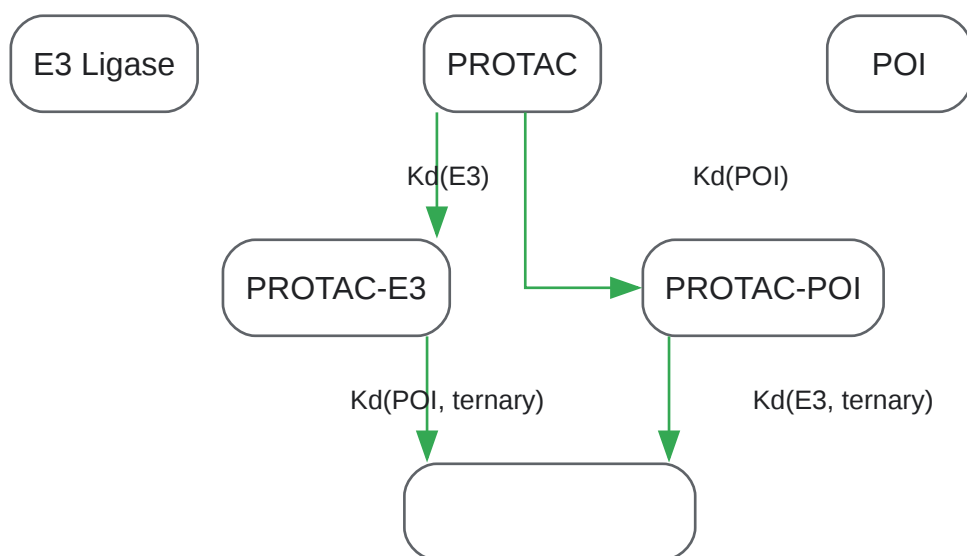 E3 Ligase
PROTAC
POI
Kd(E3)
Kd(POI)
PROTAC-E3
PROTAC-POI
Kd(POI, ternary)
Kd(E3, ternary)